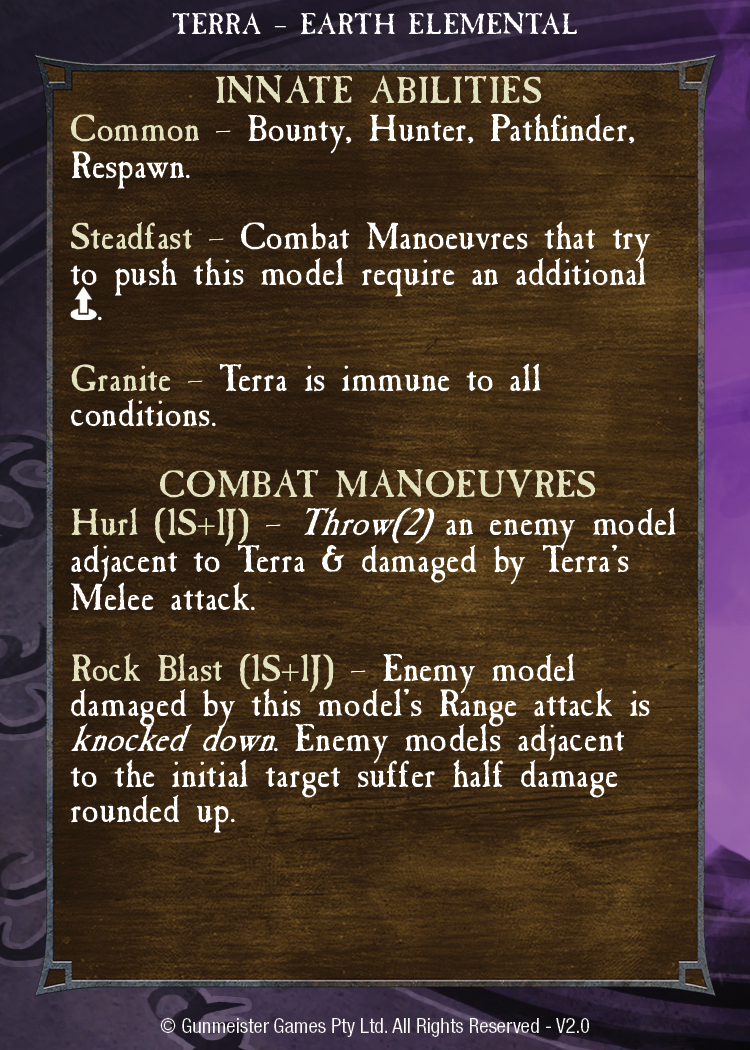 TERRA – EARTH ELEMENTAL
INNATE ABILITIES
Common – Bounty, Hunter, Pathfinder,
Respawn.
Steadfast – Combat Manoeuvres that try
to push this model require an additional
.
Granite – Terra is immune to all
conditions.
COMBAT MANOEUVRES
Hurl (1S+1J) – Throw(2) an enemy model
adjacent to Terra & damaged by Terra's
Melee attack.
Rock Blast (1S+1J) – Enemy model
damaged by this model's Range attack is
knocked down. Enemy models adjacent
to the initial target suffer half damage
rounded up.
© Gunmeister Games Pty Ltd. All Rights Reserved - V2.0